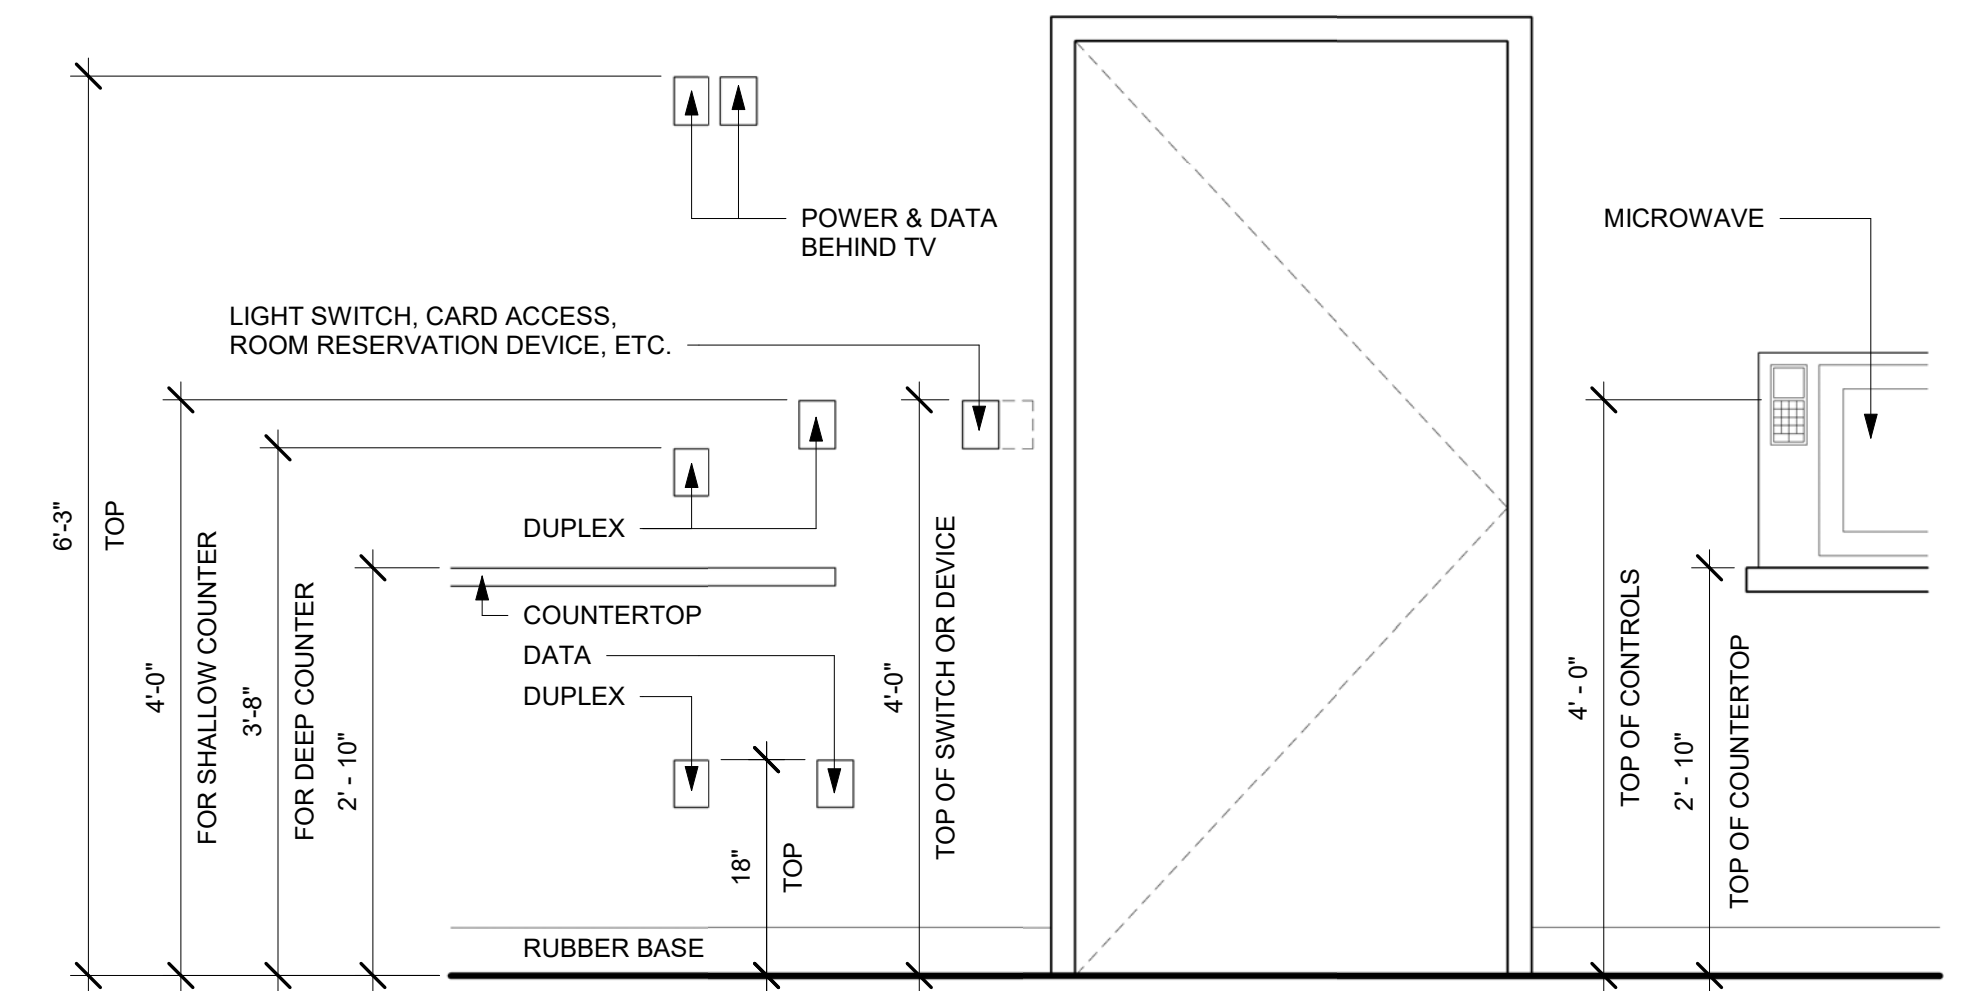 POWER & DATA
BEHIND TV
MICROWAVE
LIGHT SWITCH, CARD ACCESS,
ROOM RESERVATION DEVICE, ETC.
6'-3"
TOP
4'-0"
FOR SHALLOW COUNTER
3'-8"
FOR DEEP COUNTER
2' - 10"
DUPLEX
COUNTERTOP
DATA
DUPLEX
18"
TOP
4'-0"
TOP OF SWITCH OR DEVICE
4' - 0"
TOP OF CONTROLS
2' - 10"
TOP OF COUNTERTOP
RUBBER BASE